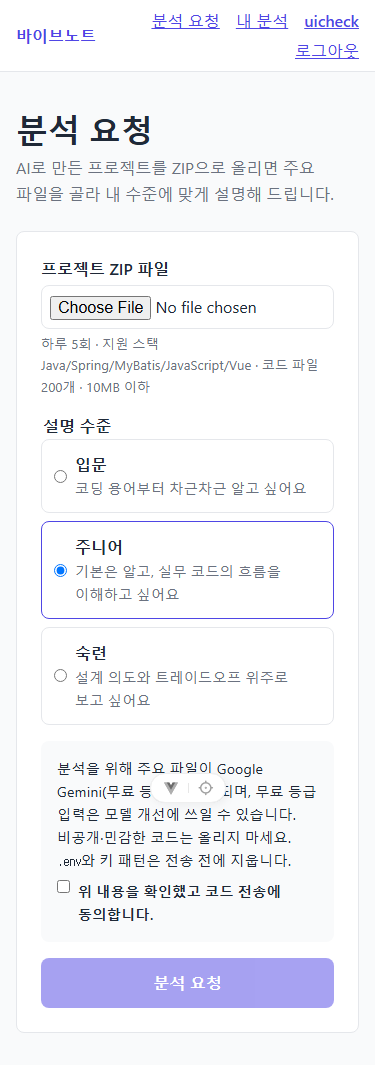 바이브노트
분석 요청 내 분석 uicheck
로그아웃
분석 요청
AI로 만든 프로젝트를 ZIP으로 올리면 주요
파일을 골라 내 수준에 맞게 설명해 드립니다.
프로젝트 ZIP 파일
Choose File No file chosen
하루 5회 · 지원 스택
Java/Spring/MyBatis/JavaScript/Vue · 코드 파일
200개 · 10MB 이하
설명 수준
입문
코딩 용어부터 차근차근 알고 싶어요
주니어
기본은 알고, 실무 코드의 흐름을
이해하고 싶어요
숙련
설계 의도와 트레이드오프 위주로
보고 싶어요
분석을 위해 주요 파일이 Google
Gemini(무료 되며, 무료 등급
입력은 모델 개선에 쓰일 수 있습니다.
비공개·민감한 코드는 올리지 마세요.
.env와 키 패턴은 전송 전에 지웁니다.
위 내용을 확인했고 코드 전송에
동의합니다.
분석 요청